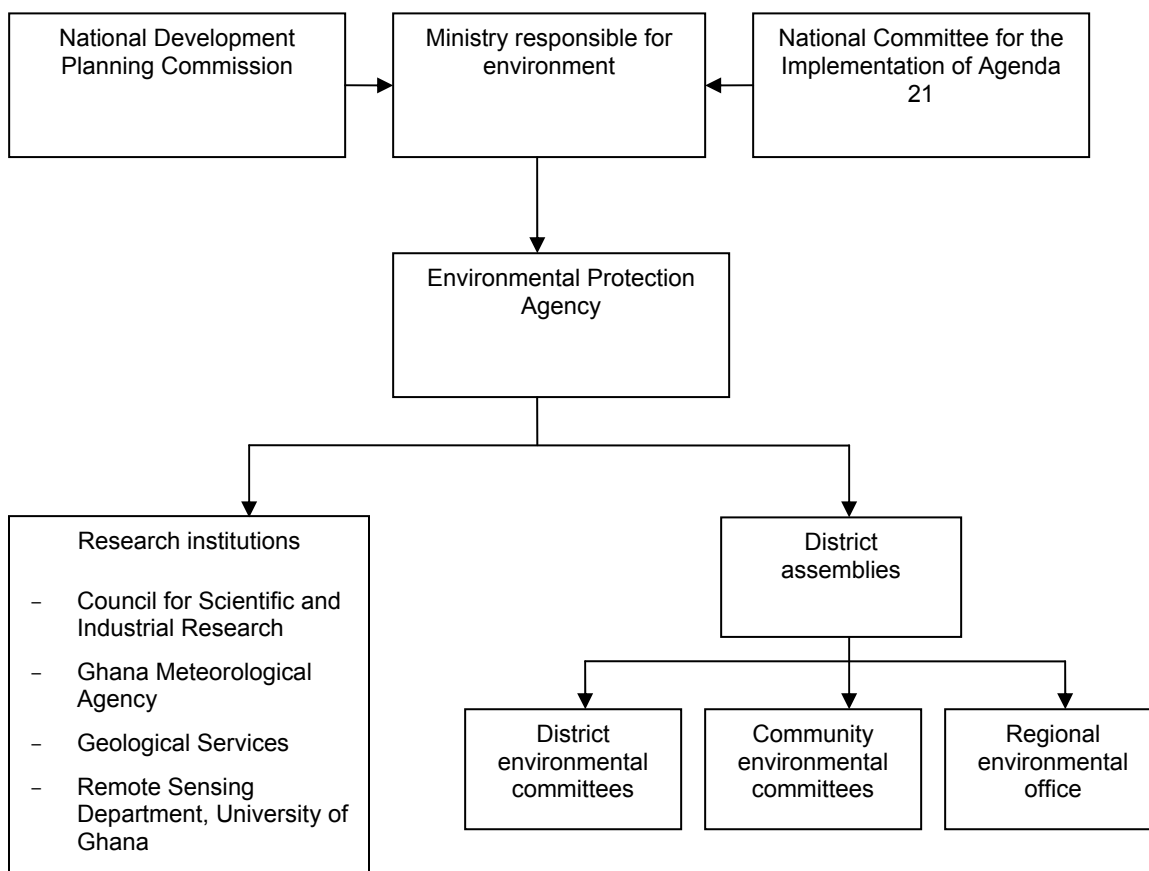 National Development
Planning Commission
Ministry responsible for
environment
National Committee for the
Implementation of Agenda
21
Environmental Protection
Agency
Research institutions
- Council for Scientific and
Industrial Research
- Ghana Meteorological
Agency
- Geological Services
- Remote Sensing
Department, University of
Ghana
District
assemblies
District
environmental
committees
Community
environmental
committees
Regional
environmental
office